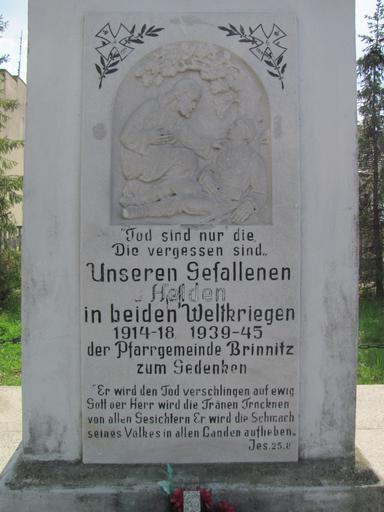 "Tod sind nur die
Die vergessen sind„
Unseren Gefallenen
Helden
in beiden Weltkriegen
1914-18 1939-45
der Pfarrgemeinde Brinnitz
zum Gedenken
"Er wird den Tod verschlingen auf ewig
Gott der Herr wird die Tränen Trocknen
von allen Gesichtern Er wird die Schmach
seines Volkes in allen Landen aufheben."
Jes.25.8